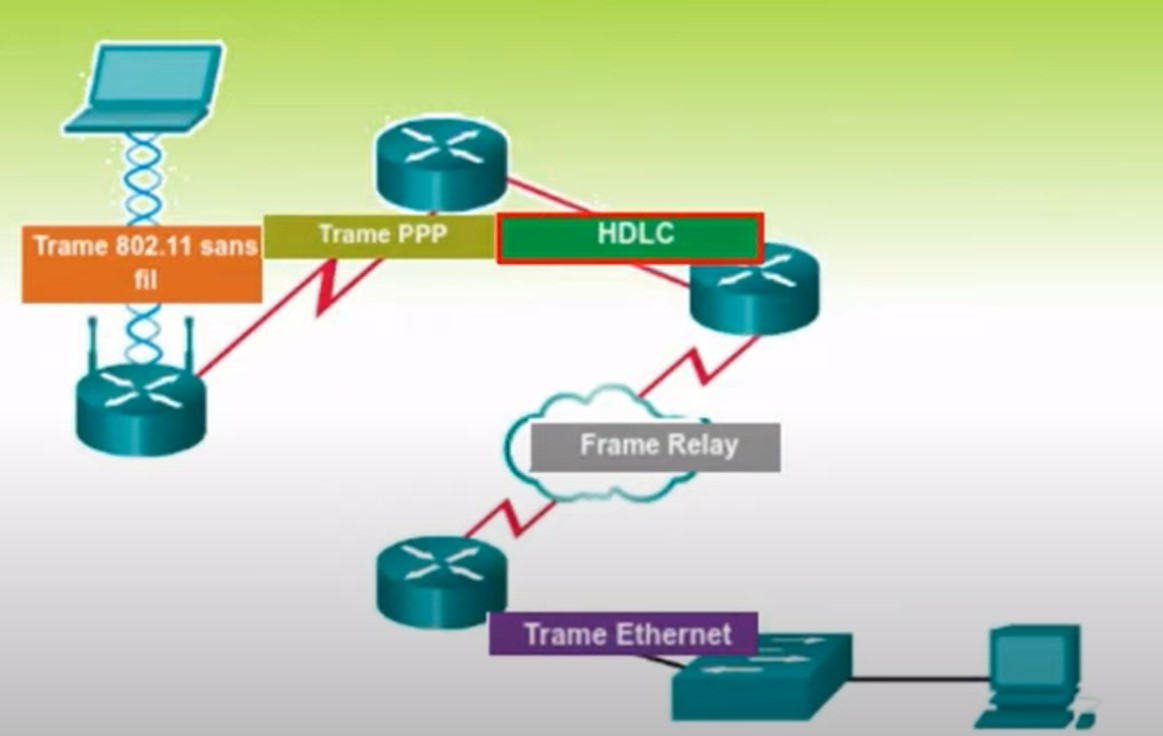 Trame 802.11 sans
fil
Trame PPP
HDLC
Frame Relay
Trame Ethernet